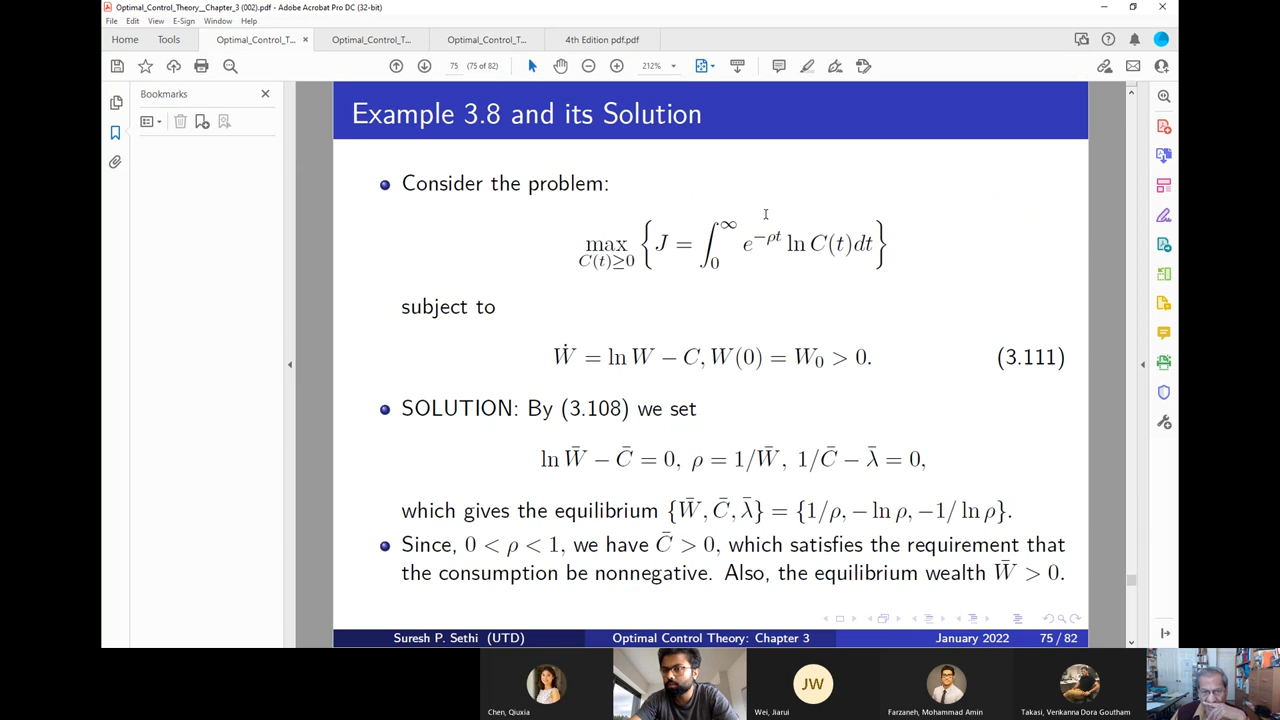 Optimal_Control_Theory__Chapter_3 (002).pdf - Adobe Acrobat Pro DC (32-bit)
File Edit View E-Sign Window Help
Home Tools Optimal_Control_T... × Optimal_Control_T... Optimal_Control_T... 4th Edition pdf.pdf
75 (75 of 82) 212%
Bookmarks
Example 3.8 and its Solution
Consider the problem:
max C(t)≥0 { J = ∫₀^∞ e^{−ρt} ln C(t)dt }
subject to
Ẇ = ln W − C, W(0) = W₀ > 0. (3.111)
SOLUTION: By (3.108) we set
ln W̄ − C̄ = 0, ρ = 1/W̄, 1/C̄ − λ̄ = 0,
which gives the equilibrium {W̄, C̄, λ̄} = {1/ρ, − ln ρ, −1/ ln ρ}.
Since, 0 < ρ < 1, we have C̄ > 0, which satisfies the requirement that
the consumption be nonnegative. Also, the equilibrium wealth W̄ > 0.
Suresh P. Sethi (UTD) Optimal Control Theory: Chapter 3 January 2022 75 / 82
JW
Chen, Qiuxia Wei, Jiarui Farzaneh, Mohammad Amin Takasi, Venkanna Dora Goutham